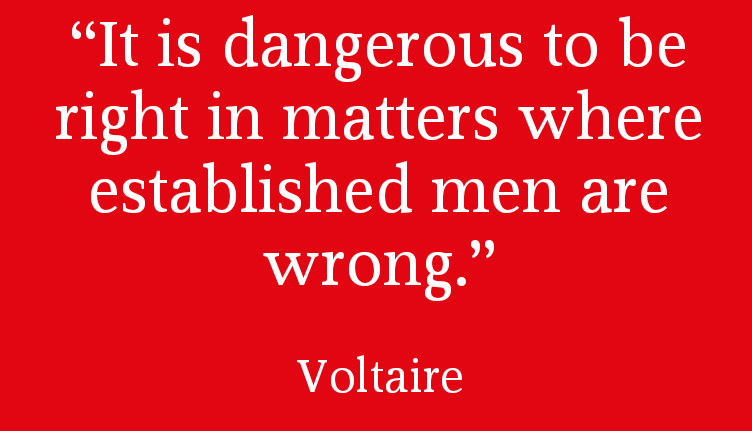 “It is dangerous to be
right in matters where
established men are
wrong.”
Voltaire